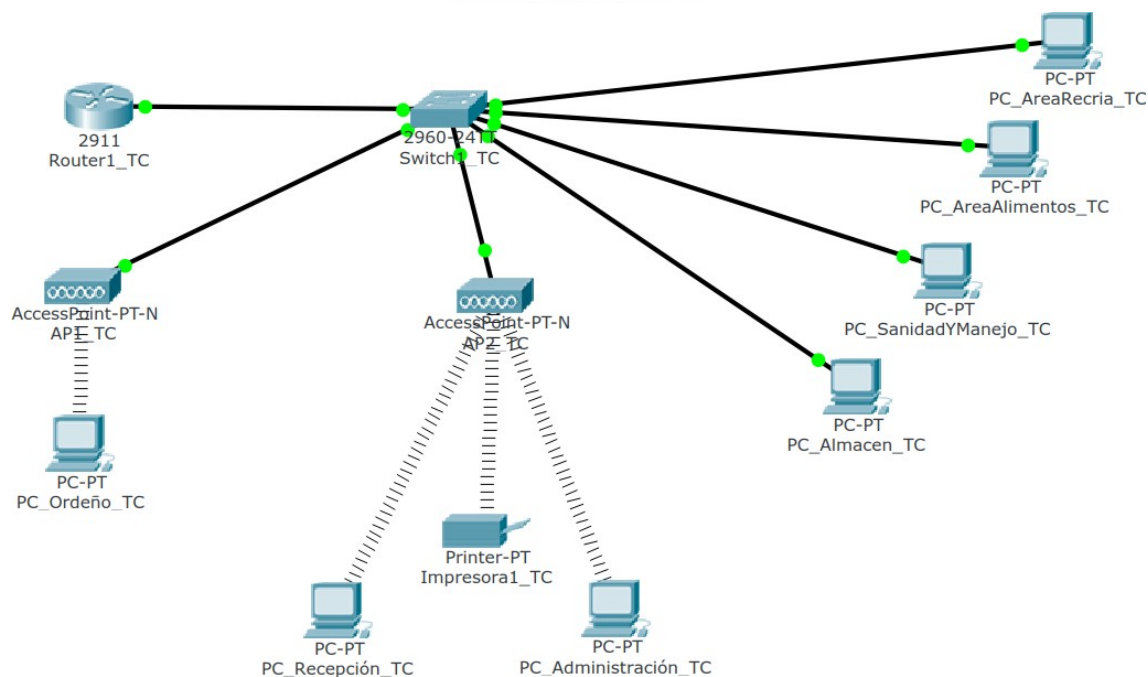 PC-PT
PC_AreaRecria_TC
2911
Router1_TC
2960-24TT
Switch1_TC
PC-PT
PC_AreaAlimentos_TC
PC-PT
PC_SanidadYManejo_TC
AccessPoint-PT-N
AP1_TC
AccessPoint-PT-N
AP2_TC
PC-PT
PC_Almacen_TC
PC-PT
PC_Ordeño_TC
Printer-PT
Impresora1_TC
PC-PT
PC_Recepción_TC
PC-PT
PC_Administración_TC